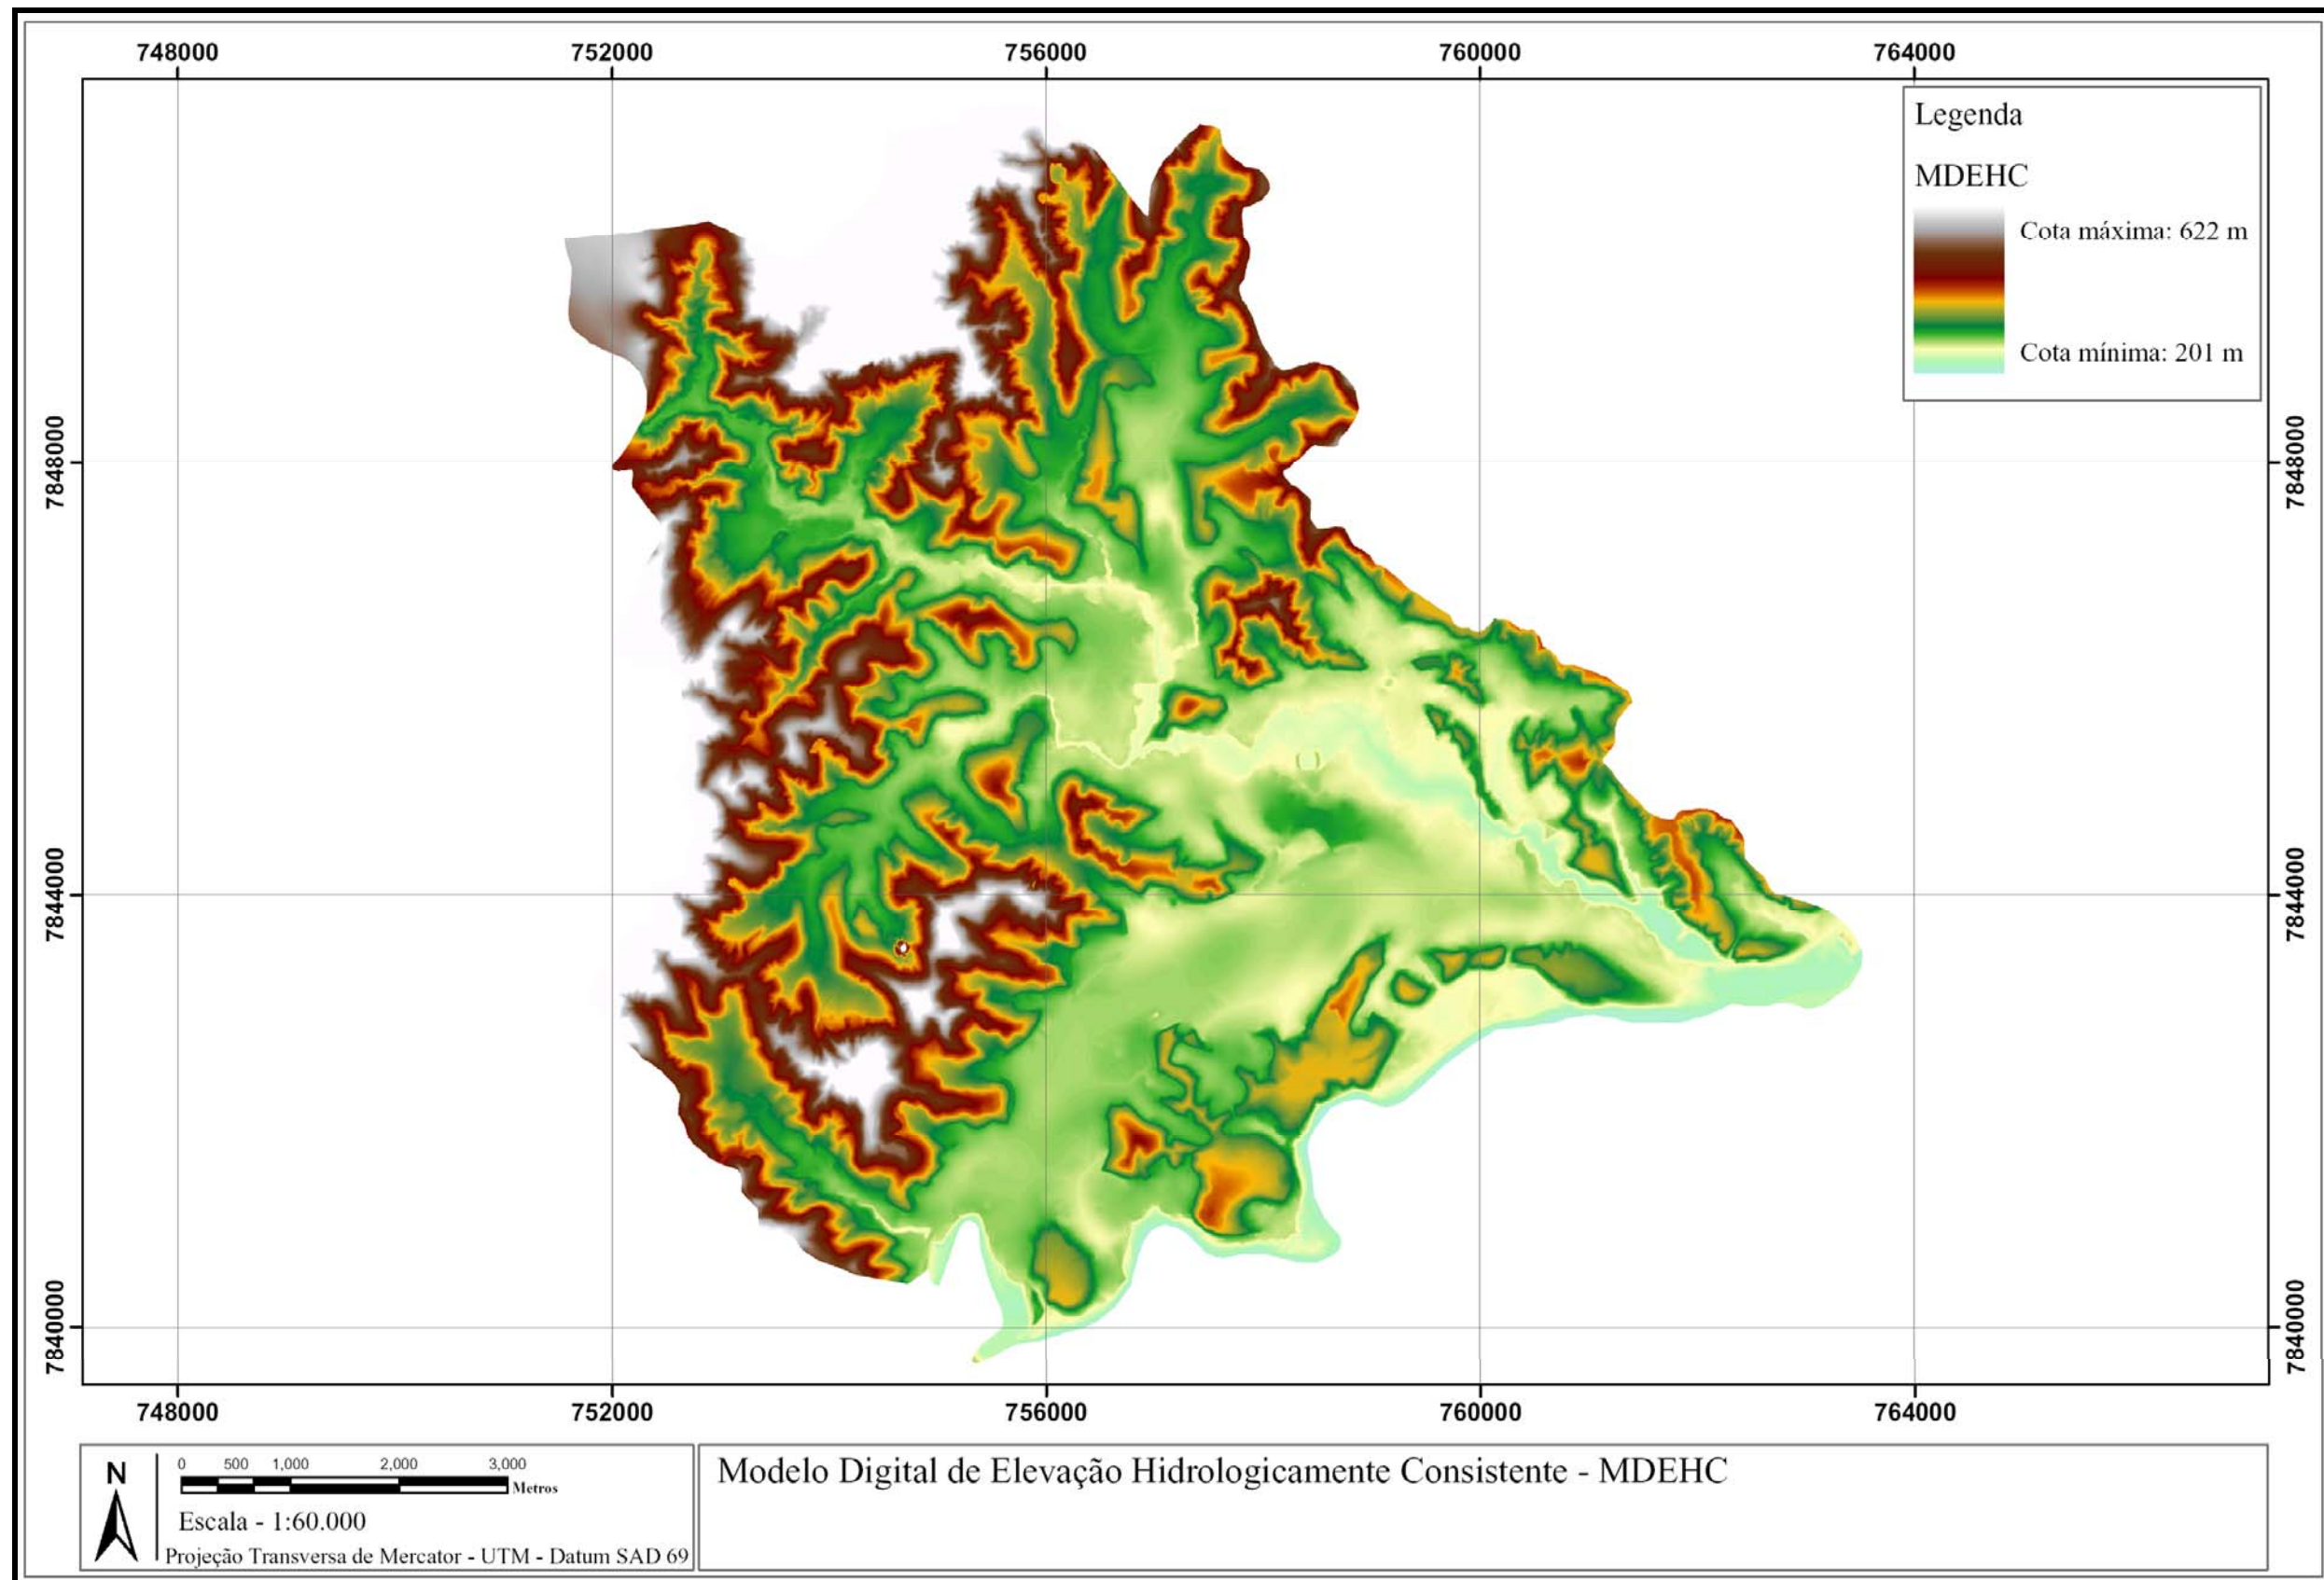 748000 752000 756000 760000 764000
Legenda
MDEHC
Cota máxima: 622 m
Cota mínima: 201 m
7848000 7848000
7844000 7844000
7840000 7840000
748000 752000 756000 760000 764000
N
0 500 1,000 2,000 3,000
Metros
Escala - 1:60.000
Projeção Transversa de Mercator - UTM - Datum SAD 69
Modelo Digital de Elevação Hidrologicamente Consistente - MDEHC